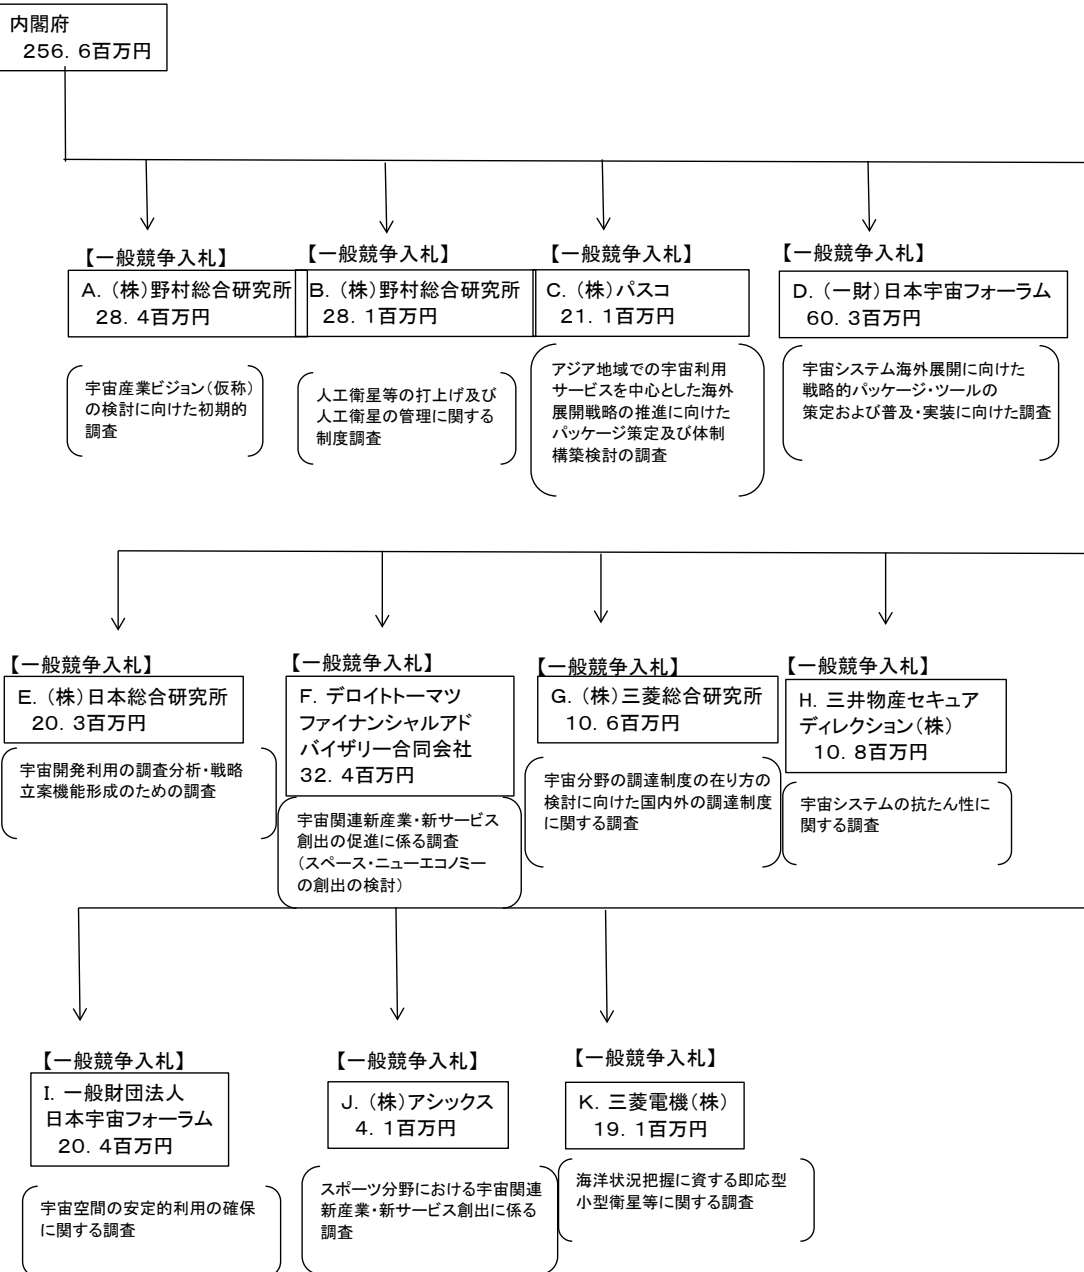 内閣府
256. 6百万円
【一般競争入札】
A. (株)野村総合研究所
28. 4百万円
宇宙産業ビジョン(仮称)
の検討に向けた初期的
調査
【一般競争入札】
B. (株)野村総合研究所
28. 1百万円
人工衛星等の打上げ及び
人工衛星の管理に関する
制度調査
【一般競争入札】
C. (株)パスコ
21. 1百万円
アジア地域での宇宙利用
サービスを中心とした海外
展開戦略の推進に向けた
パッケージ策定及び体制
構築検討の調査
【一般競争入札】
D. (一財)日本宇宙フォーラム
60. 3百万円
宇宙システム海外展開に向けた
戦略的パッケージ・ツールの
策定および普及・実装に向けた調査
【一般競争入札】
E. (株)日本総合研究所
20. 3百万円
宇宙開発利用の調査分析・戦略
立案機能形成のための調査
【一般競争入札】
F. デロイトトーマツ
ファイナンシャルアド
バイザリー合同会社
32. 4百万円
宇宙関連新産業・新サービス
創出の促進に係る調査
(スペース・ニューエコノミー
の創出の検討)
【一般競争入札】
G. (株)三菱総合研究所
10. 6百万円
宇宙分野の調達制度の在り方の
検討に向けた国内外の調達制度
に関する調査
【一般競争入札】
H. 三井物産セキュア
ディレクション(株)
10. 8百万円
宇宙システムの抗たん性に
関する調査
【一般競争入札】
I. 一般財団法人
日本宇宙フォーラム
20. 4百万円
宇宙空間の安定的利用の確保
に関する調査
【一般競争入札】
J. (株)アシックス
4. 1百万円
スポーツ分野における宇宙関連
新産業・新サービス創出に係る
調査
【一般競争入札】
K. 三菱電機(株)
19. 1百万円
海洋状況把握に資する即応型
小型衛星等に関する調査